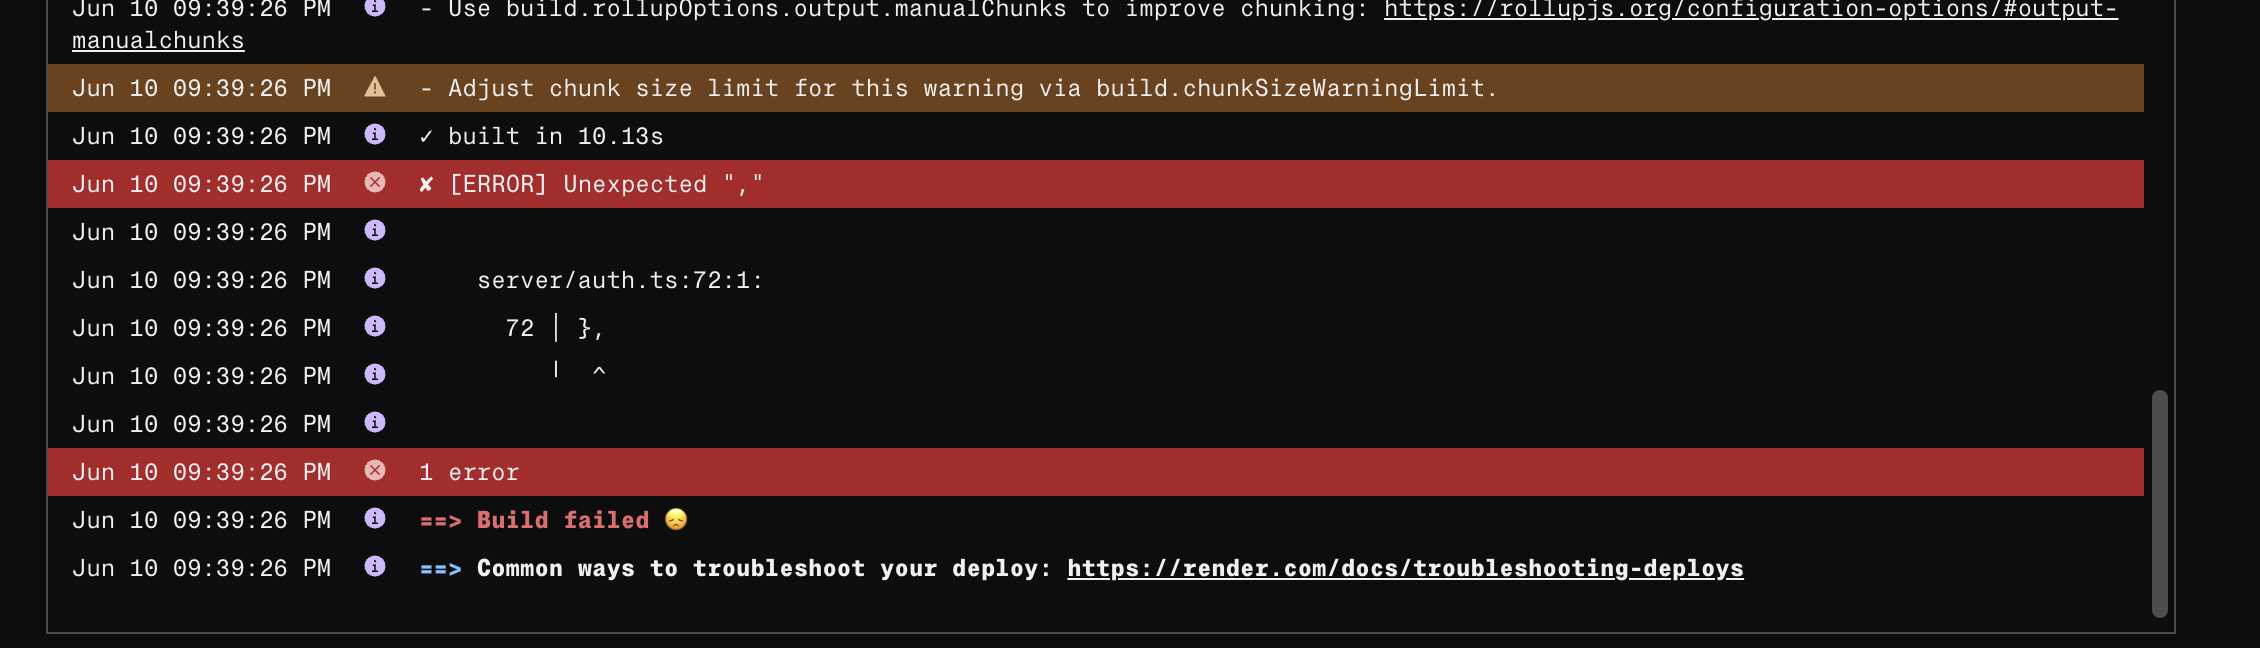 Jun 10 09:39:26 PM - Use build.rollupOptions.output.manualChunks to improve chunking: https://rollupjs.org/configuration-options/#output-
manualchunks
Jun 10 09:39:26 PM - Adjust chunk size limit for this warning via build.chunkSizeWarningLimit.
Jun 10 09:39:26 PM ✓ built in 10.13s
Jun 10 09:39:26 PM ✘ [ERROR] Unexpected ","
Jun 10 09:39:26 PM
Jun 10 09:39:26 PM server/auth.ts:72:1:
Jun 10 09:39:26 PM 72 │ },
Jun 10 09:39:26 PM ╵ ^
Jun 10 09:39:26 PM
Jun 10 09:39:26 PM 1 error
Jun 10 09:39:26 PM ==> Build failed 😞
Jun 10 09:39:26 PM ==> Common ways to troubleshoot your deploy: https://render.com/docs/troubleshooting-deploys